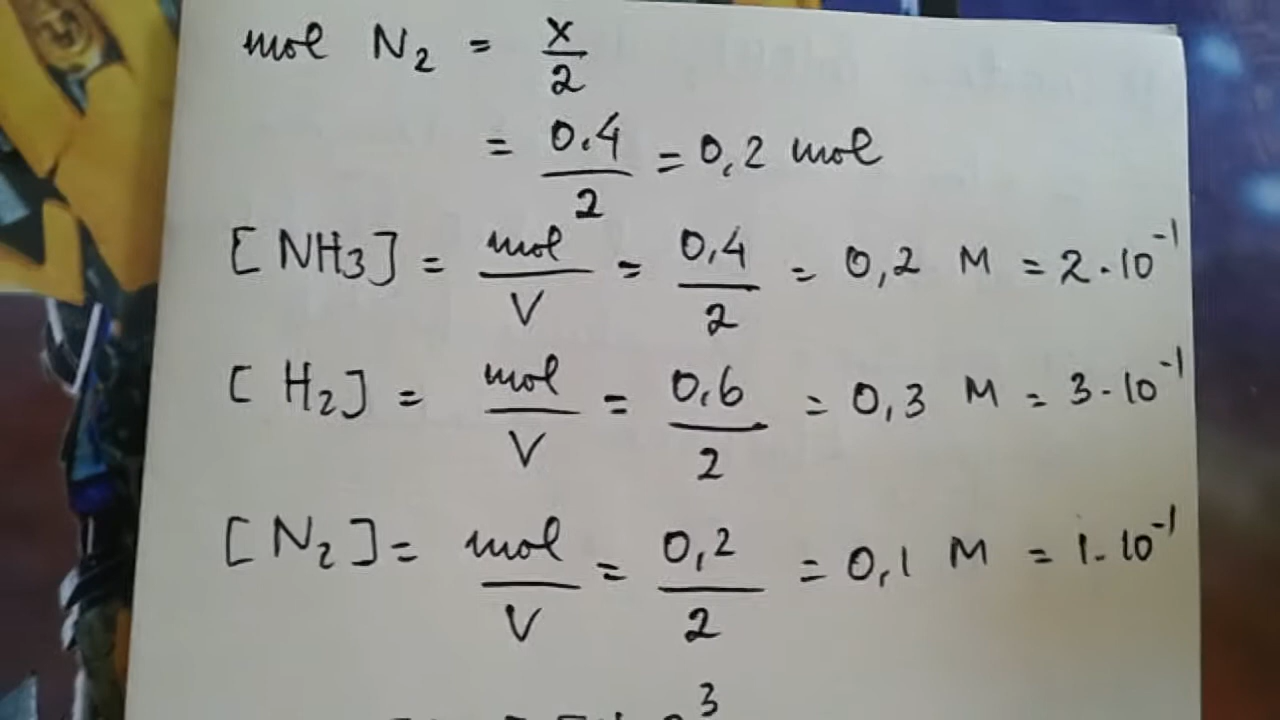 mol N₂ = x/2
= 0.4/2 = 0,2 mol
[NH3] = mol/V = 0,4/2 = 0,2 M = 2·10⁻¹
[H₂] = mol/V = 0,6/2 = 0,3 M = 3·10⁻¹
[N₂] = mol/V = 0,2/2 = 0,1 M = 1·10⁻¹
3